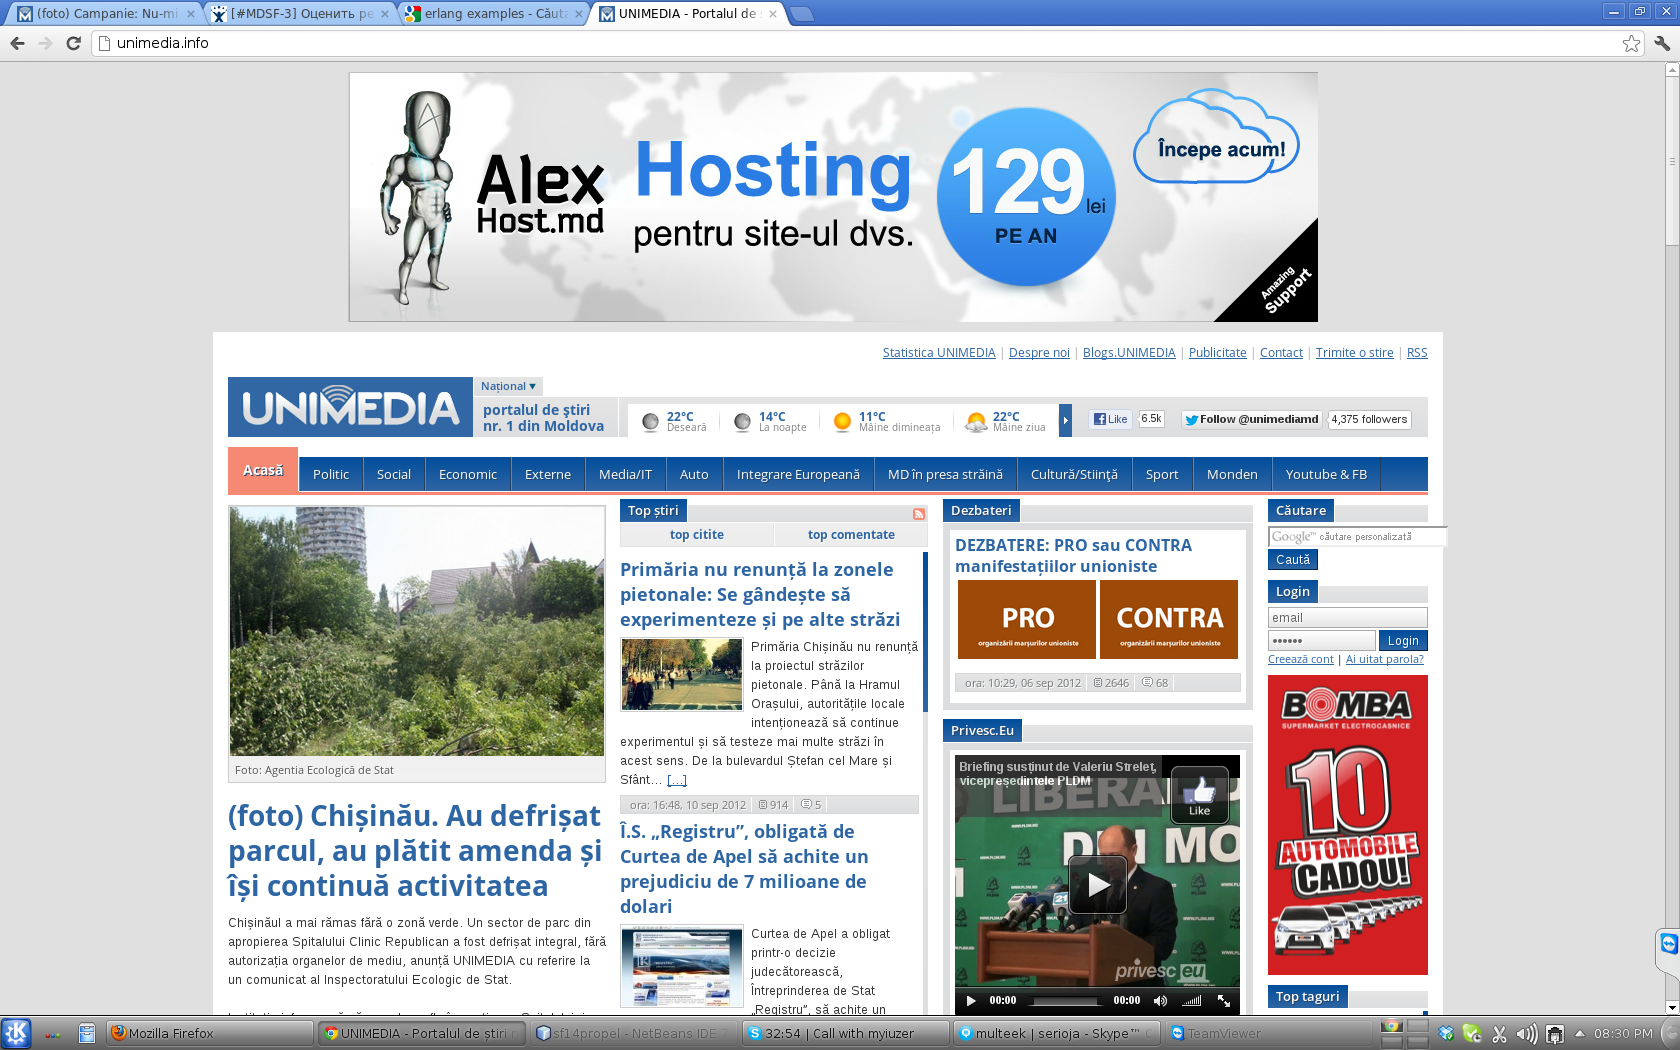 (foto) Campanie: Nu-mi
[#MDSF-3] Оценить ре
erlang examples - Cău
UNIMEDIA - Portalul de
unimedia.info
Alex
Host.md
Hosting
pentru site-ul dvs.
129
lei
PE AN
Începe acum!
Amazing
Support
Statistica UNIMEDIA | Despre noi | Blogs.UNIMEDIA | Publicitate | Contact | Trimite o stire | RSS
UNIMEDIA
Național ▾
portalul de ştiri
nr. 1 din Moldova
22°C
Deseară
14°C
La noapte
11°C
Mâine dimineața
22°C
Mâine ziua
Like
6.5k
Follow @unimediamd
4,375 followers
Acasă
Politic
Social
Economic
Externe
Media/IT
Auto
Integrare Europeană
MD în presa străină
Cultură/Stiinţă
Sport
Monden
Youtube & FB
Foto: Agentia Ecologică de Stat
(foto) Chișinău. Au defrișat
parcul, au plătit amenda și
își continuă activitatea
Chișinăul a mai rămas fără o zonă verde. Un sector de parc din
apropierea Spitalului Clinic Republican a fost defrișat integral, fără
autorizația organelor de mediu, anunță UNIMEDIA cu referire la
un comunicat al Inspectoratului Ecologic de Stat.
Top ştiri
top citite
top comentate
Primăria nu renunță la zonele
pietonale: Se gândește să
experimenteze și pe alte străzi
Primăria Chișinău nu renunță
la proiectul străzilor
pietonale. Până la Hramul
Orașului, autoritățile locale
intenționează să continue
experimentul și să testeze mai multe străzi în
acest sens. De la bulevardul Ștefan cel Mare și
Sfânt... [...]
ora: 16:48, 10 sep 2012
914
5
Î.S. „Registru”, obligată de
Curtea de Apel să achite un
prejudiciu de 7 milioane de
dolari
Curtea de Apel a obligat
printr-o decizie
judecătorească,
Întreprinderea de Stat
„Registru”, să achite un
Dezbateri
DEZBATERE: PRO sau CONTRA
manifestațiilor unioniste
PRO
organizării marșurilor unioniste
CONTRA
organizării marșurilor unioniste
ora: 10:29, 06 sep 2012
2646
68
Privesc.Eu
Briefing susținut de Valeriu Streleț,
vicepreședintele PLDM
Like
LIBERAL
DIN MO
privesc.eu
00:00
00:00
Căutare
Google™ căutare personalizată
Caută
Login
email
••••••
Login
Creează cont | Ai uitat parola?
BOMBA
SUPERMARKET ELECTROCASNICE
10
AUTOMOBILE
CADOU!
Top taguri
Mozilla Firefox
UNIMEDIA - Portalul de știri n
sf14propel - NetBeans IDE 7
32:54 | Call with myiuzer
multeek | serioja - Skype™
TeamViewer
08:30 PM